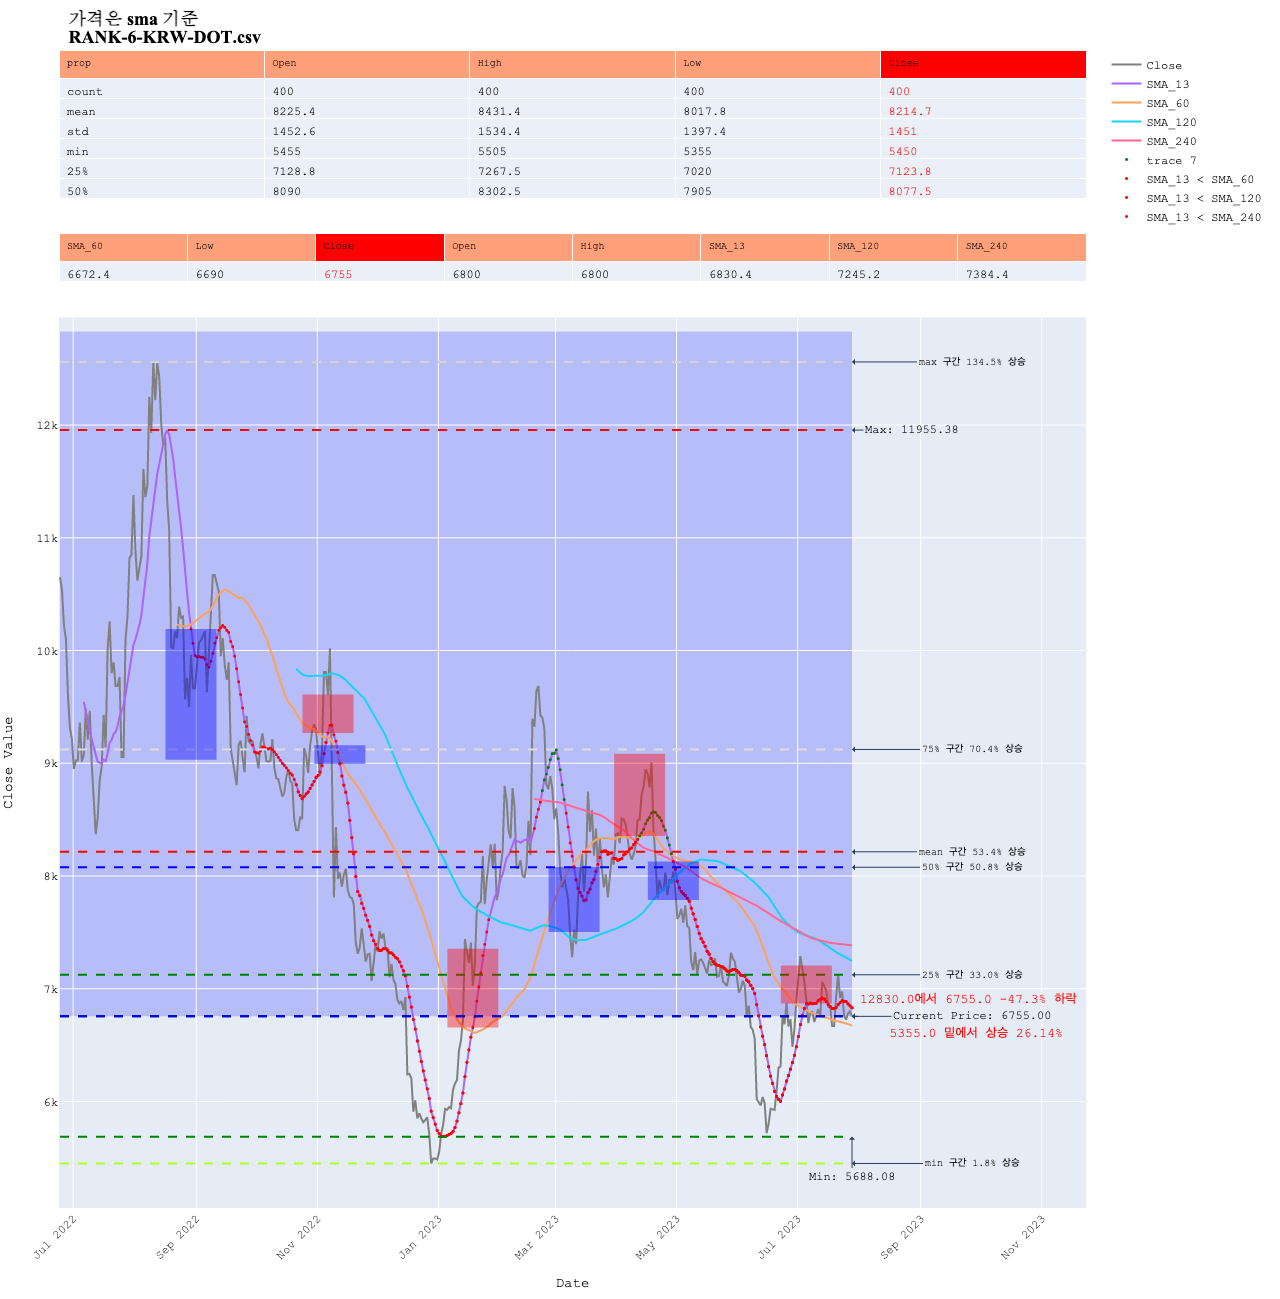 가격은 sma 기준
RANK-6-KRW-DOT.csv
prop Open High Low Close
count 400 400 400 400
mean 8225.4 8431.4 8017.8 8214.7
std 1452.6 1534.4 1397.4 1451
min 5455 5505 5355 5450
25% 7128.8 7267.5 7020 7123.8
50% 8090 8302.5 7905 8077.5
SMA_60 Low Close Open High SMA_13 SMA_120 SMA_240
6672.4 6690 6755 6800 6800 6830.4 7245.2 7384.4
Close
SMA_13
SMA_60
SMA_120
SMA_240
trace 7
SMA_13 < SMA_60
SMA_13 < SMA_120
SMA_13 < SMA_240
Close Value
12k
11k
10k
9k
8k
7k
6k
max 구간 134.5% 상승
Max: 11955.38
75% 구간 70.4% 상승
mean 구간 53.4% 상승
50% 구간 50.8% 상승
25% 구간 33.0% 상승
12830.0에서 6755.0 -47.3% 하락
Current Price: 6755.00
5355.0 밑에서 상승 26.14%
min 구간 1.8% 상승
Min: 5688.08
Jul 2022
Sep 2022
Nov 2022
Jan 2023
Mar 2023
May 2023
Jul 2023
Sep 2023
Nov 2023
Date